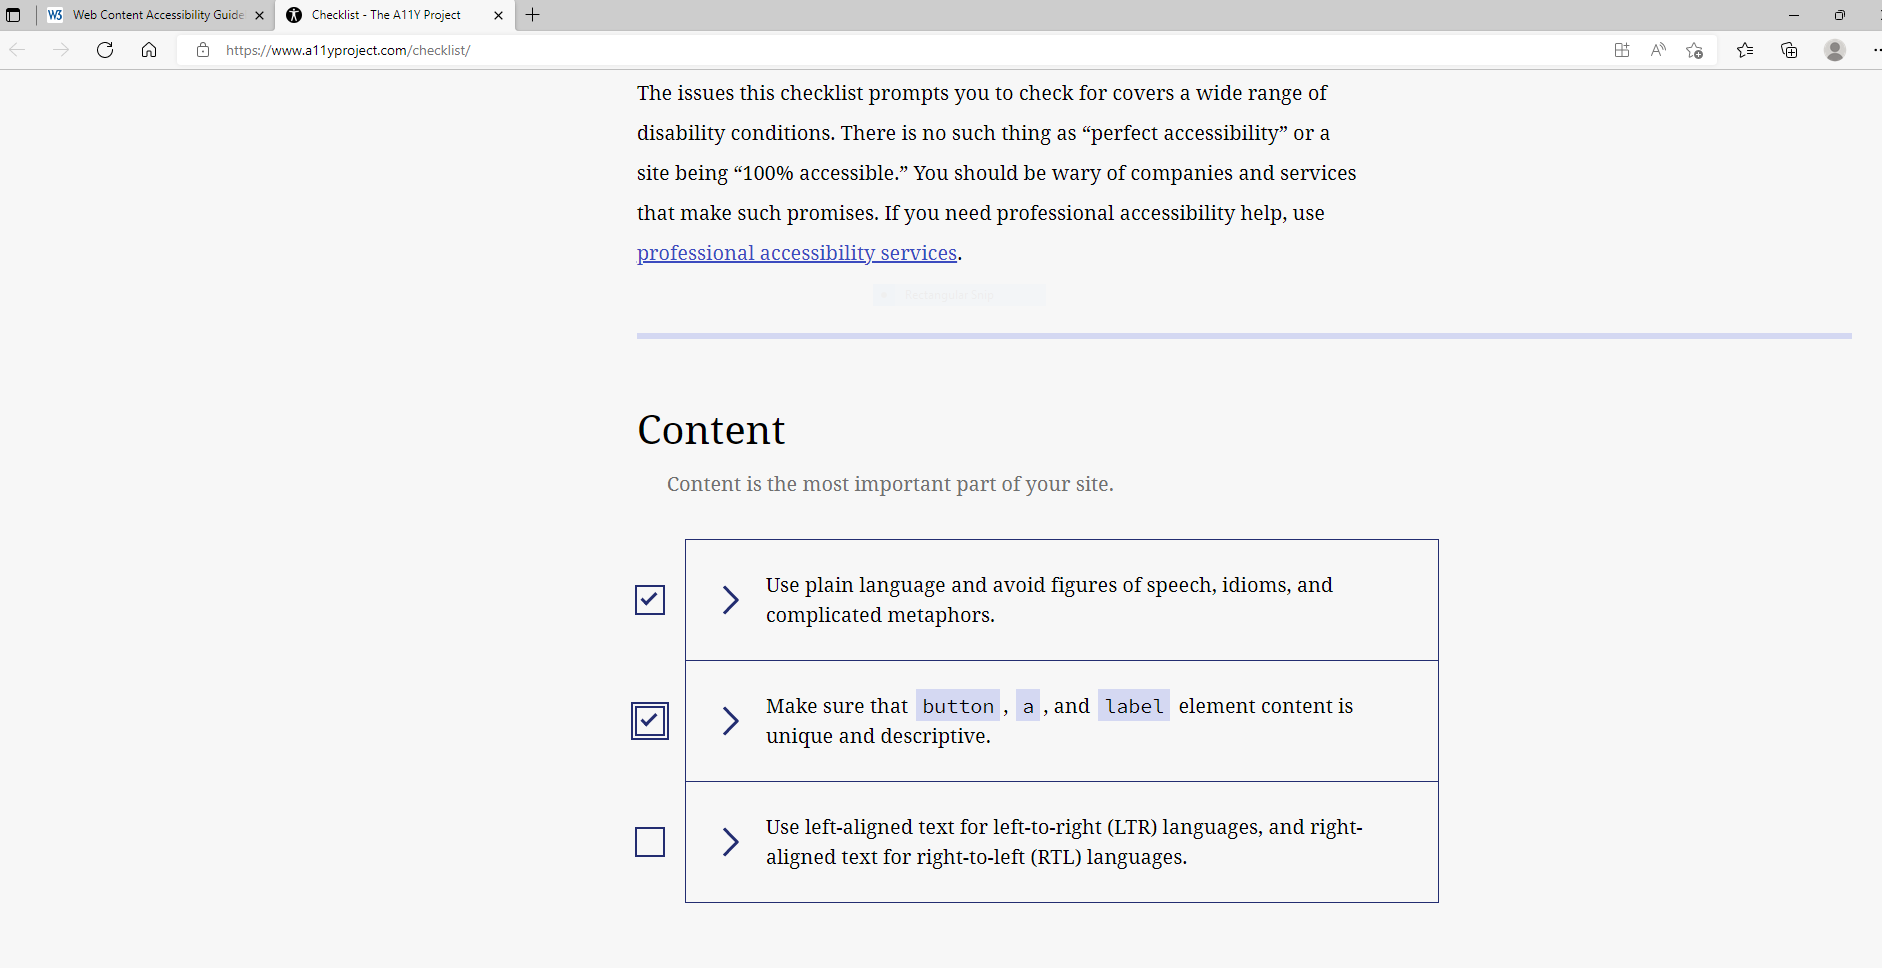 Web Content Accessibility Guide
Checklist - The A11Y Project
https://www.a11yproject.com/checklist/
The issues this checklist prompts you to check for covers a wide range of
disability conditions. There is no such thing as “perfect accessibility” or a
site being “100% accessible.” You should be wary of companies and services
that make such promises. If you need professional accessibility help, use
professional accessibility services.
Rectangular Snip
Content
Content is the most important part of your site.
Use plain language and avoid figures of speech, idioms, and
complicated metaphors.
Make sure that button, a, and label element content is
unique and descriptive.
Use left-aligned text for left-to-right (LTR) languages, and right-
aligned text for right-to-left (RTL) languages.